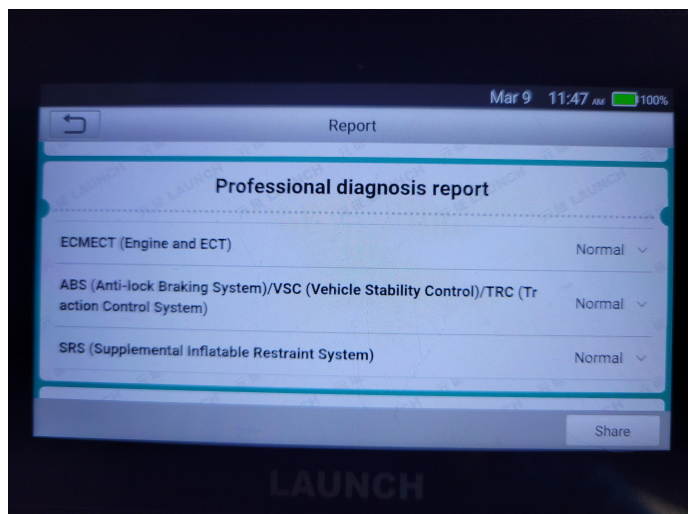 Mar 9 11:47 AM 100%
Report
Professional diagnosis report
ECMECT (Engine and ECT) Normal
ABS (Anti-lock Braking System)/VSC (Vehicle Stability Control)/TRC (Tr
action Control System) Normal
SRS (Supplemental Inflatable Restraint System) Normal
Share
LAUNCH